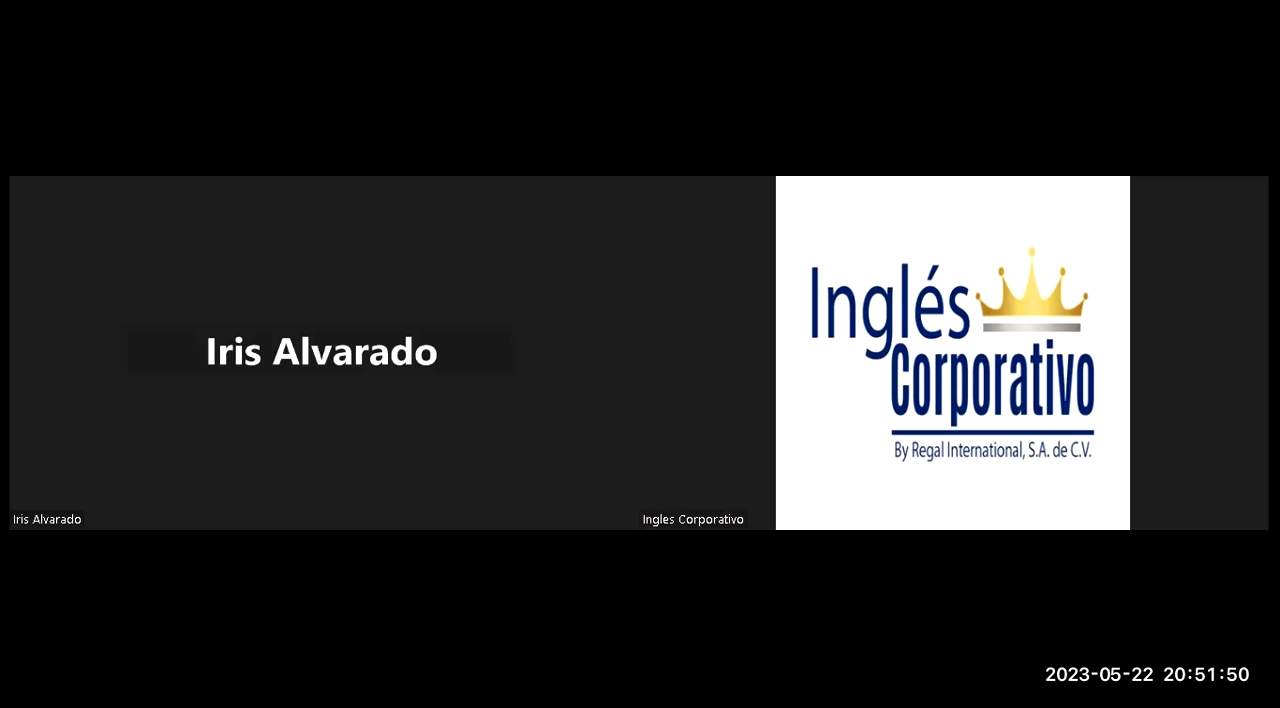 Iris Alvarado
Iris Alvarado
Inglés
Corporativo
By Regal International, S.A. de C.V.
Ingles Corporativo
2023-05-22 20:51:50